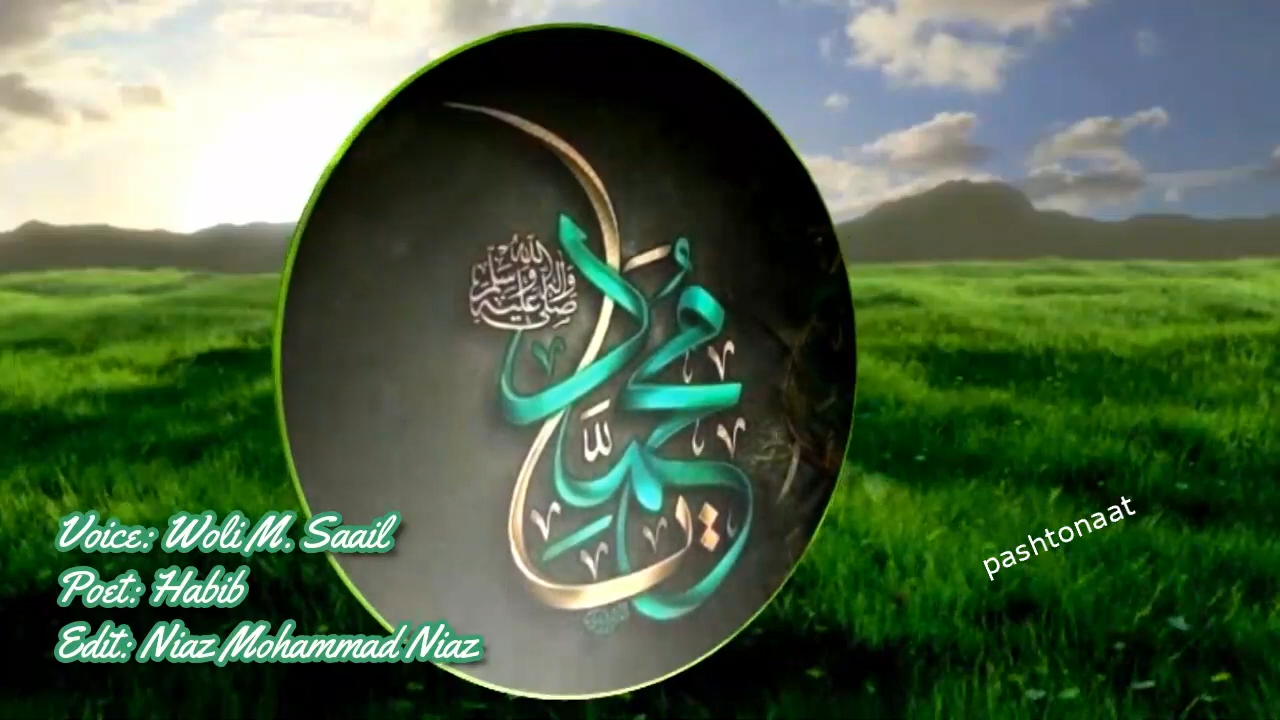 صلى الله عليه وآله وسلم
محمد
Voice: Woli M. Saail
Poet: Habib
Edit: Niaz Mohammad Niaz
pashtonaat